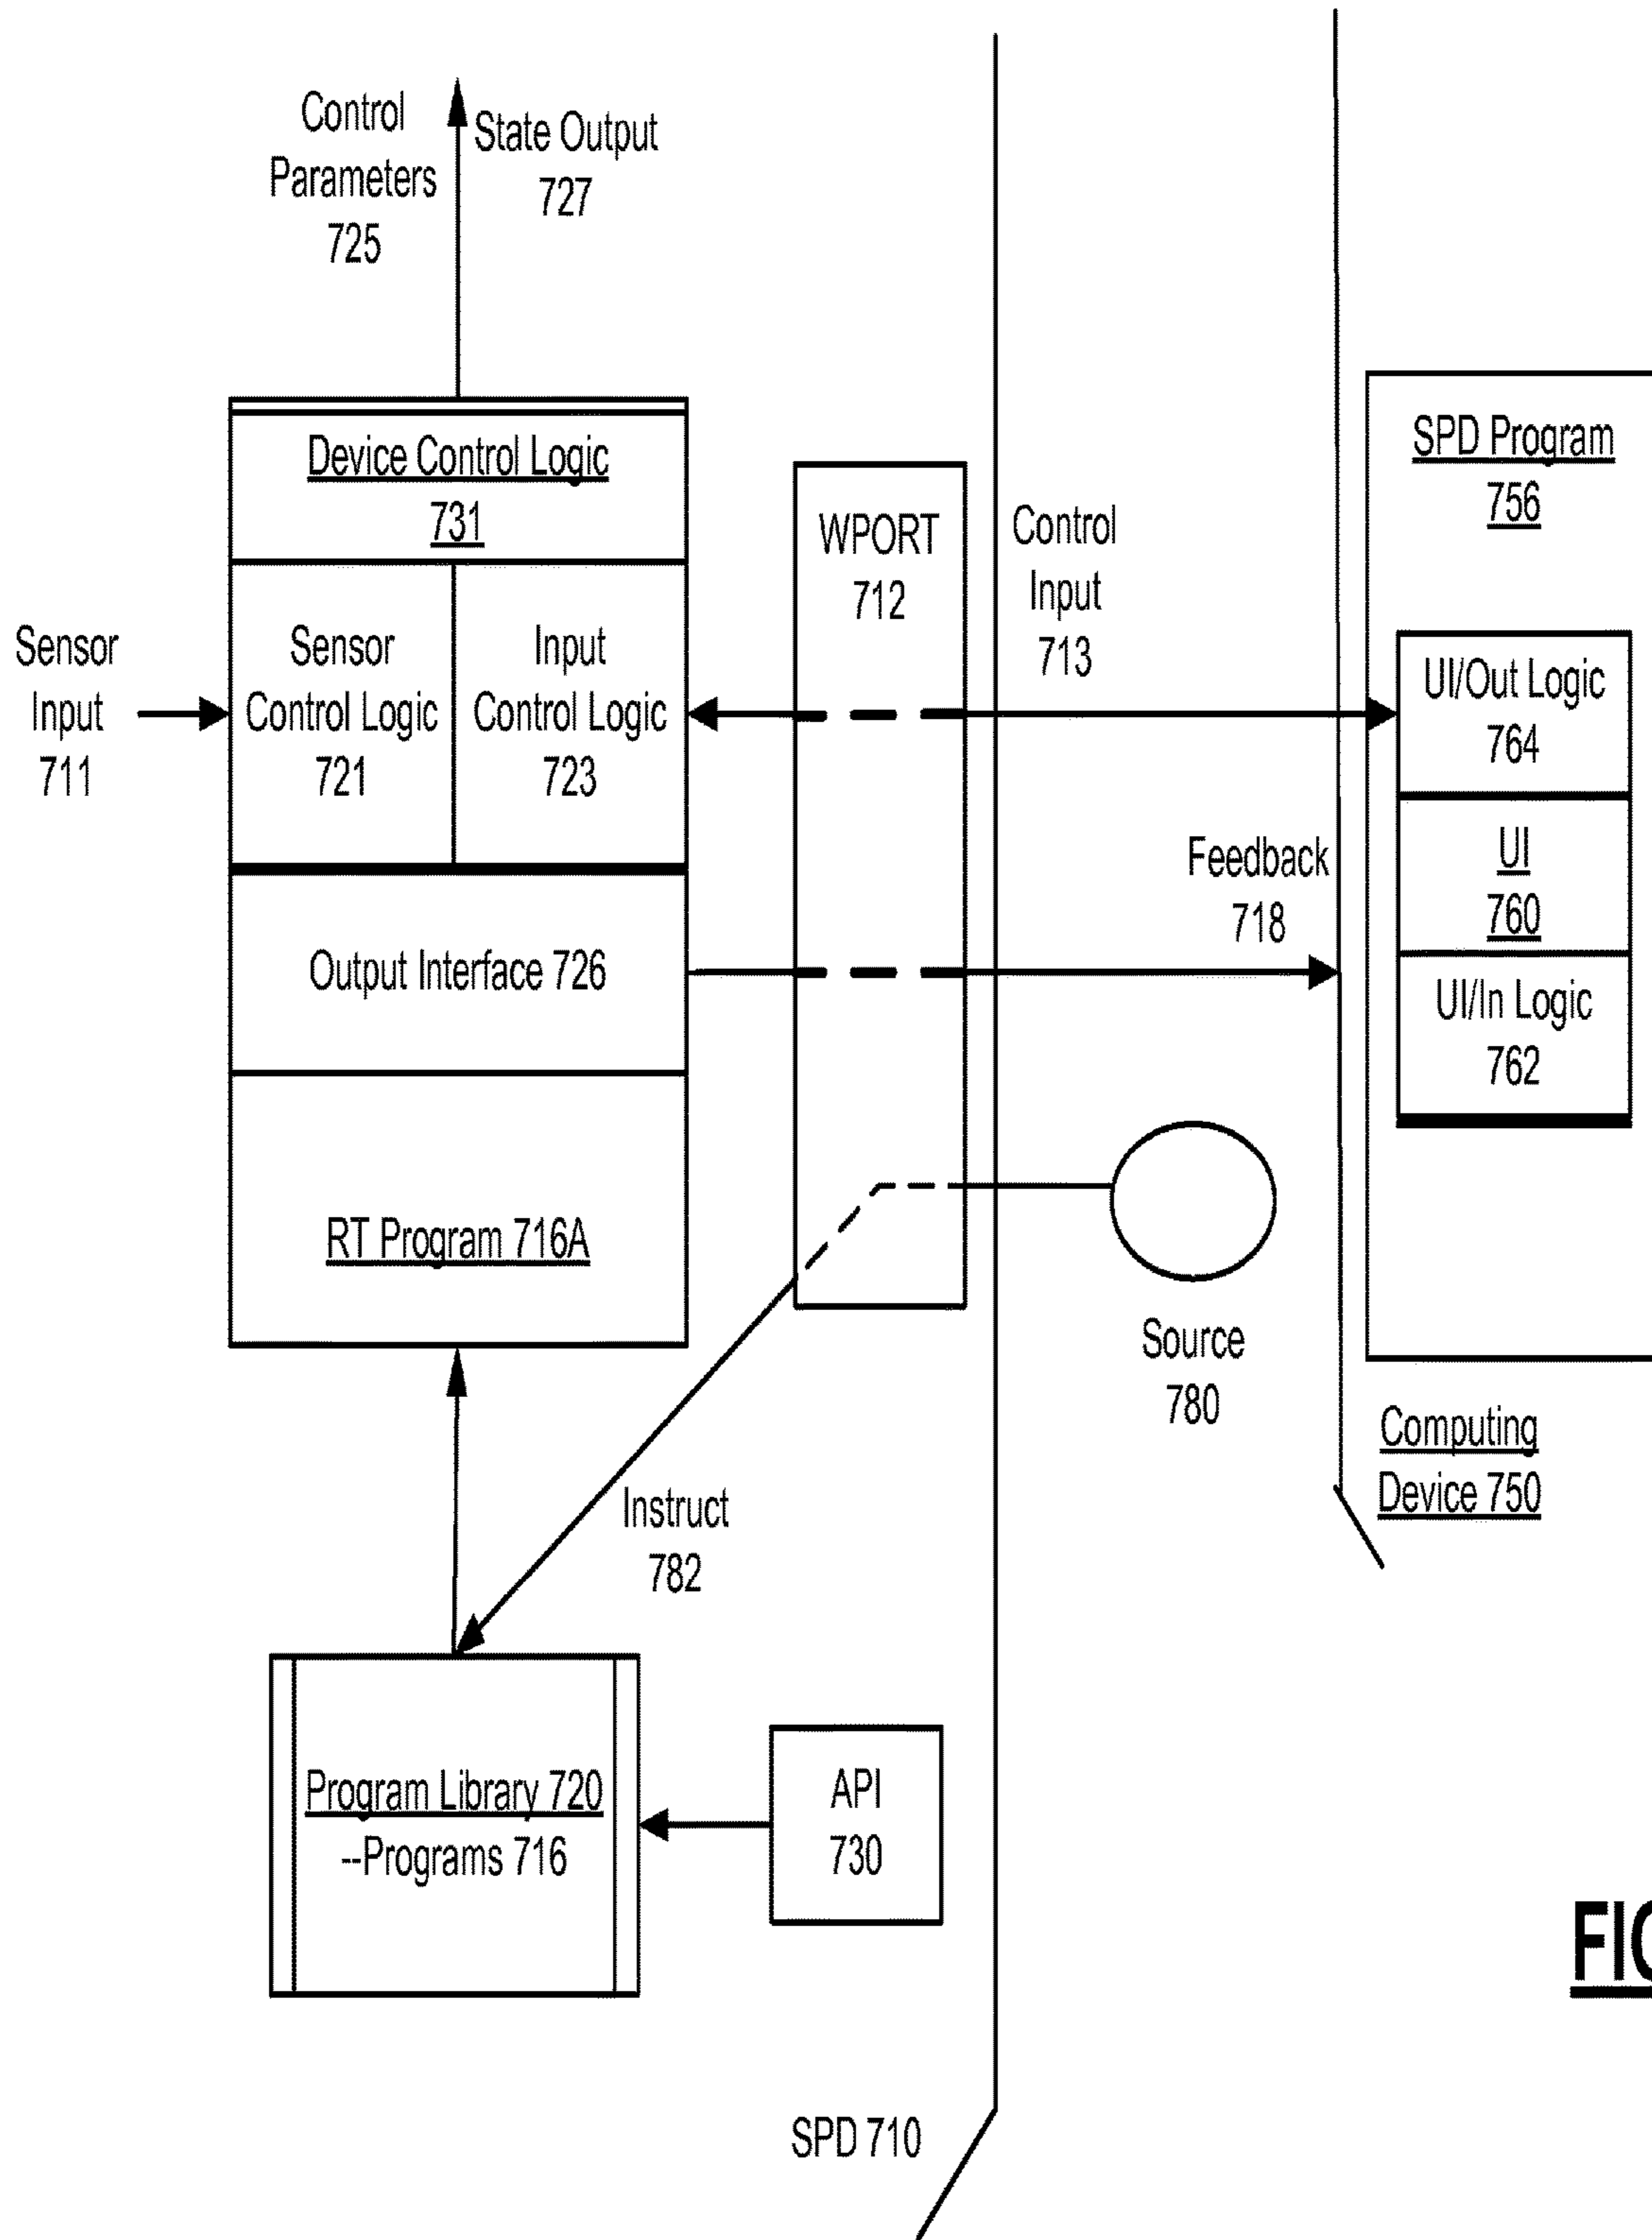 Control
Parameters
725
State Output
727
Device Control Logic
731
Sensor
Input
711
Sensor
Control Logic
721
Input
Control Logic
723
Output Interface 726
RT Program 716A
WPORT
712
Control
Input
713
Feedback
718
SPD Program
756
UI/Out Logic
764
UI
760
UI/In Logic
762
Source
780
Computing
Device 750
Instruct
782
Program Library 720
--Programs 716
API
730
SPD 710